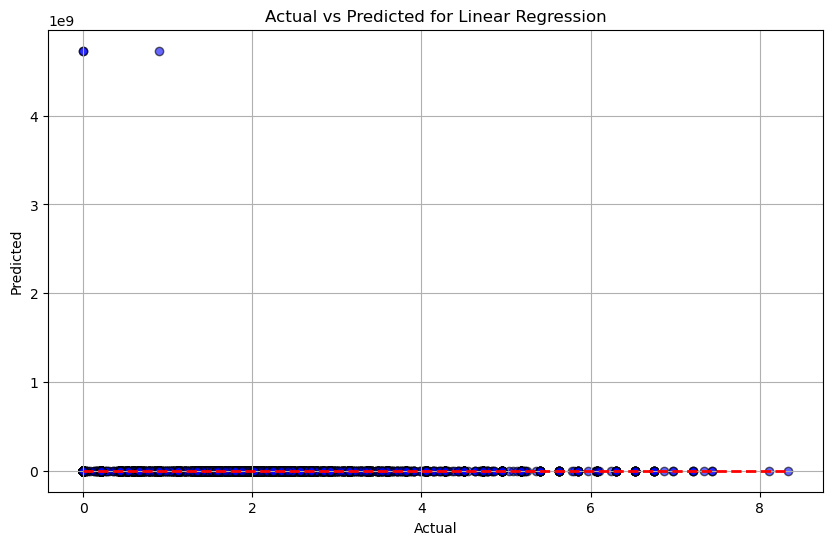 Actual vs Predicted for Linear Regression
1e9
4
3
2
1
0
Predicted
0 2 4 6 8
Actual